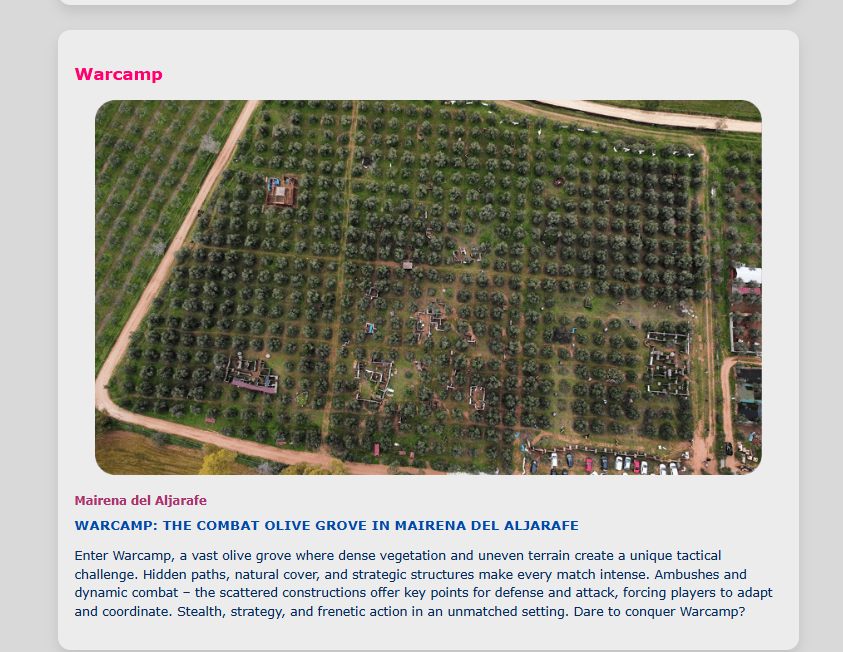 Warcamp
Mairena del Aljarafe
WARCAMP: THE COMBAT OLIVE GROVE IN MAIRENA DEL ALJARAFE
Enter Warcamp, a vast olive grove where dense vegetation and uneven terrain create a unique tactical
challenge. Hidden paths, natural cover, and strategic structures make every match intense. Ambushes and
dynamic combat – the scattered constructions offer key points for defense and attack, forcing players to adapt
and coordinate. Stealth, strategy, and frenetic action in an unmatched setting. Dare to conquer Warcamp?